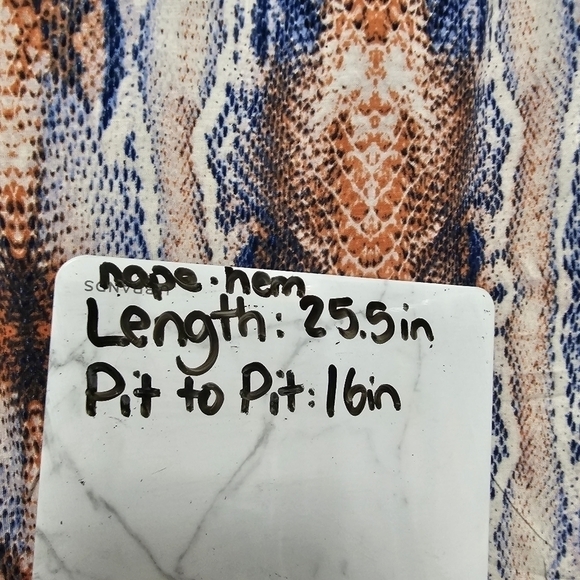 nape-hem
Length: 25.5in
Pit to Pit: 16in